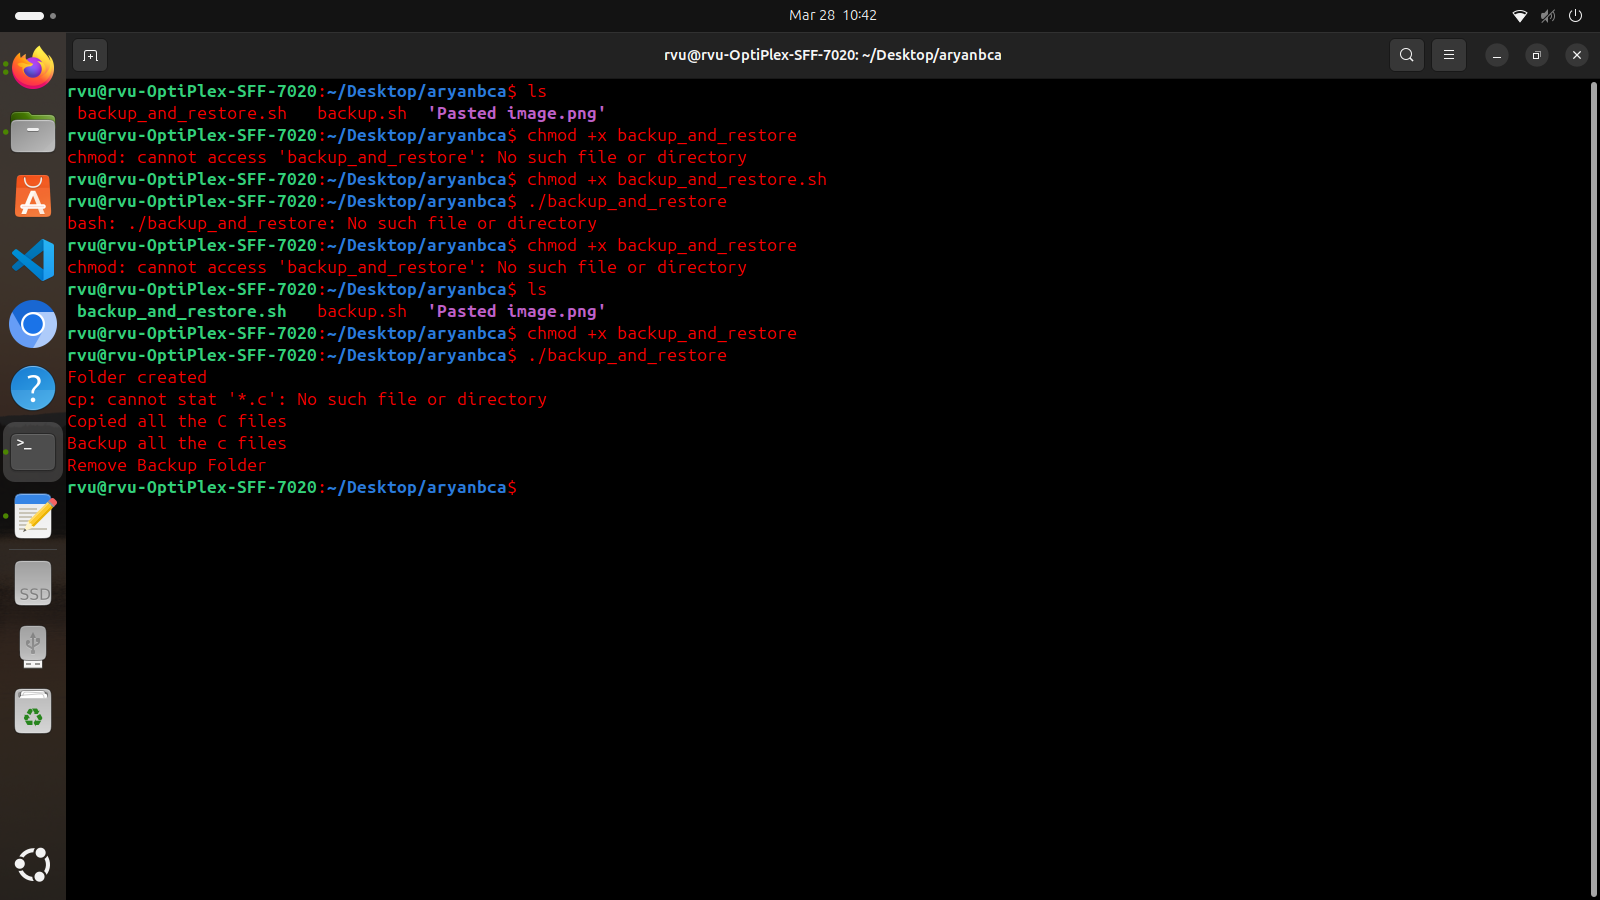 Mar 28 10:42
rvu@rvu-OptiPlex-SFF-7020: ~/Desktop/aryanbca
rvu@rvu-OptiPlex-SFF-7020:~/Desktop/aryanbca$ ls
backup_and_restore.sh backup.sh 'Pasted image.png'
rvu@rvu-OptiPlex-SFF-7020:~/Desktop/aryanbca$ chmod +x backup_and_restore
chmod: cannot access 'backup_and_restore': No such file or directory
rvu@rvu-OptiPlex-SFF-7020:~/Desktop/aryanbca$ chmod +x backup_and_restore.sh
rvu@rvu-OptiPlex-SFF-7020:~/Desktop/aryanbca$ ./backup_and_restore
bash: ./backup_and_restore: No such file or directory
rvu@rvu-OptiPlex-SFF-7020:~/Desktop/aryanbca$ chmod +x backup_and_restore
chmod: cannot access 'backup_and_restore': No such file or directory
rvu@rvu-OptiPlex-SFF-7020:~/Desktop/aryanbca$ ls
backup_and_restore.sh backup.sh 'Pasted image.png'
rvu@rvu-OptiPlex-SFF-7020:~/Desktop/aryanbca$ chmod +x backup_and_restore
rvu@rvu-OptiPlex-SFF-7020:~/Desktop/aryanbca$ ./backup_and_restore
Folder created
cp: cannot stat '*.c': No such file or directory
Copied all the C files
Backup all the c files
Remove Backup Folder
rvu@rvu-OptiPlex-SFF-7020:~/Desktop/aryanbca$
SSD